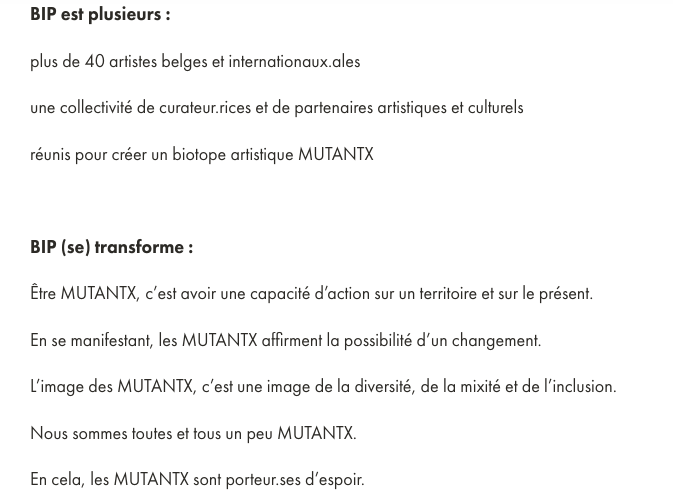 BIP est plusieurs :
plus de 40 artistes belges et internationaux.ales
une collectivité de curateur.rices et de partenaires artistiques et culturels
réunis pour créer un biotope artistique MUTANTX
BIP (se) transforme :
Être MUTANTX, c’est avoir une capacité d’action sur un territoire et sur le présent.
En se manifestant, les MUTANTX affirment la possibilité d’un changement.
L’image des MUTANTX, c’est une image de la diversité, de la mixité et de l’inclusion.
Nous sommes toutes et tous un peu MUTANTX.
En cela, les MUTANTX sont porteur.ses d’espoir.